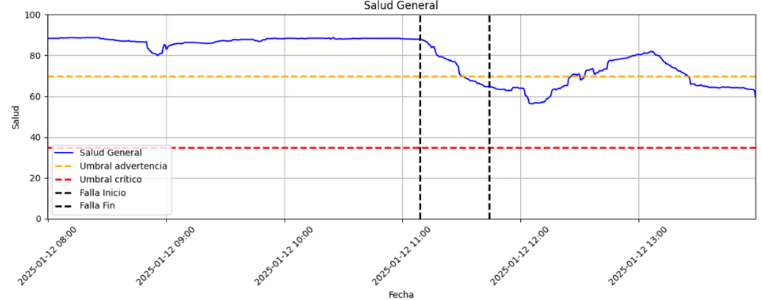 Salud General
100
80
60
40
20
0
Salud
Salud General
Umbral advertencia
Umbral crítico
Falla Inicio
Falla Fin
2025-01-12 08:00
2025-01-12 09:00
2025-01-12 10:00
2025-01-12 11:00
2025-01-12 12:00
2025-01-12 13:00
Fecha